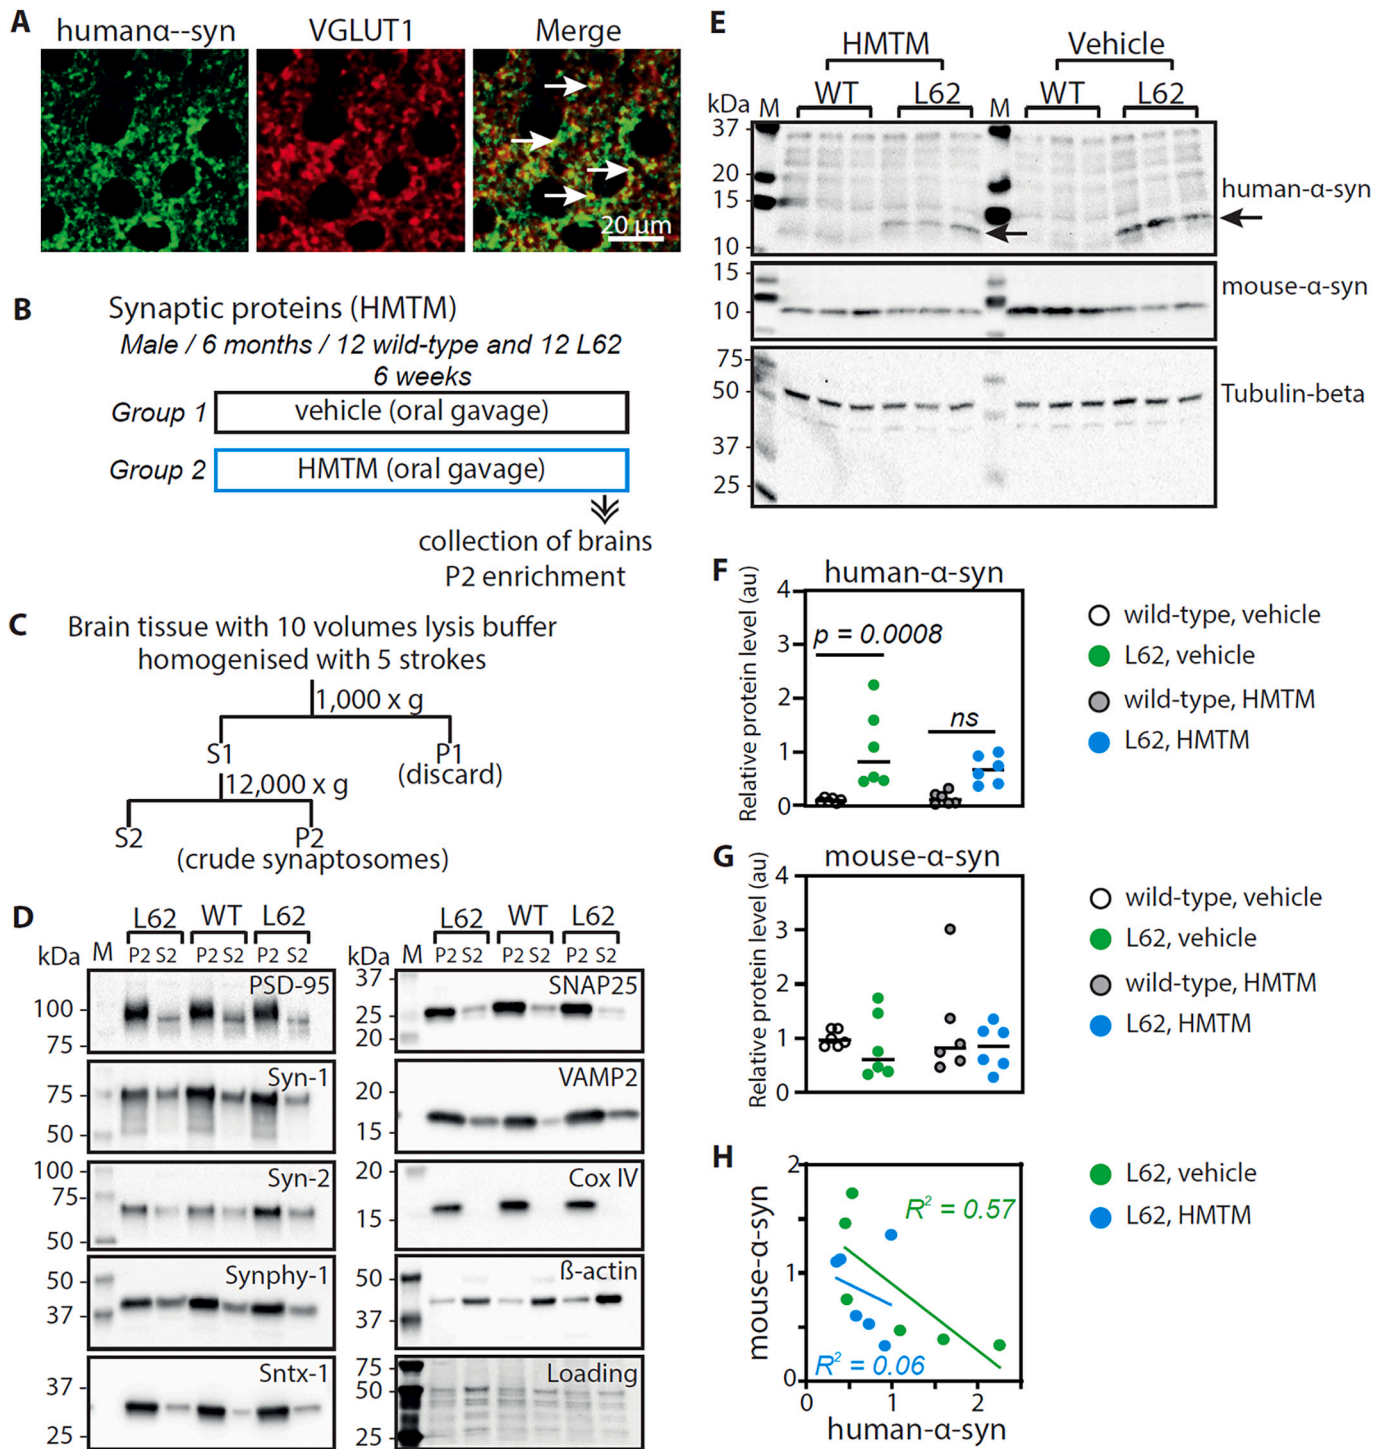 A
humanα--syn VGLUT1 Merge
20 µm
B Synaptic proteins (HMTM)
Male / 6 months / 12 wild-type and 12 L62
6 weeks
Group 1 vehicle (oral gavage)
Group 2 HMTM (oral gavage)
collection of brains
P2 enrichment
C Brain tissue with 10 volumes lysis buffer
homogenised with 5 strokes
1,000 x g
S1 P1
(discard)
12,000 x g
S2 P2
(crude synaptosomes)
D
L62 WT L62
kDa M P2 S2 P2 S2 P2 S2
PSD-95
100
75
Syn-1
75
50
Syn-2
100
75
50
Synphy-1
50
37
Sntx-1
37
25
L62 WT L62
kDa M P2 S2 P2 S2 P2 S2
37 SNAP25
25
20
VAMP2
20
15
Cox IV
20
15
ß-actin
50
37
75 Loading
50
25
E
HMTM Vehicle
WT L62 WT L62
kDa M M
37
20
15
10
human-α-syn
15
10
mouse-α-syn
75
50
37
25
Tubulin-beta
F human-α-syn
Relative protein level (au)
4
3
2
1
0
p = 0.0008
ns
wild-type, vehicle
L62, vehicle
wild-type, HMTM
L62, HMTM
G mouse-α-syn
Relative protein level (au)
4
3
2
1
0
wild-type, vehicle
L62, vehicle
wild-type, HMTM
L62, HMTM
H
mouse-α-syn
2
1
0
R² = 0.57
R² = 0.06
0 1 2
human-α-syn
L62, vehicle
L62, HMTM